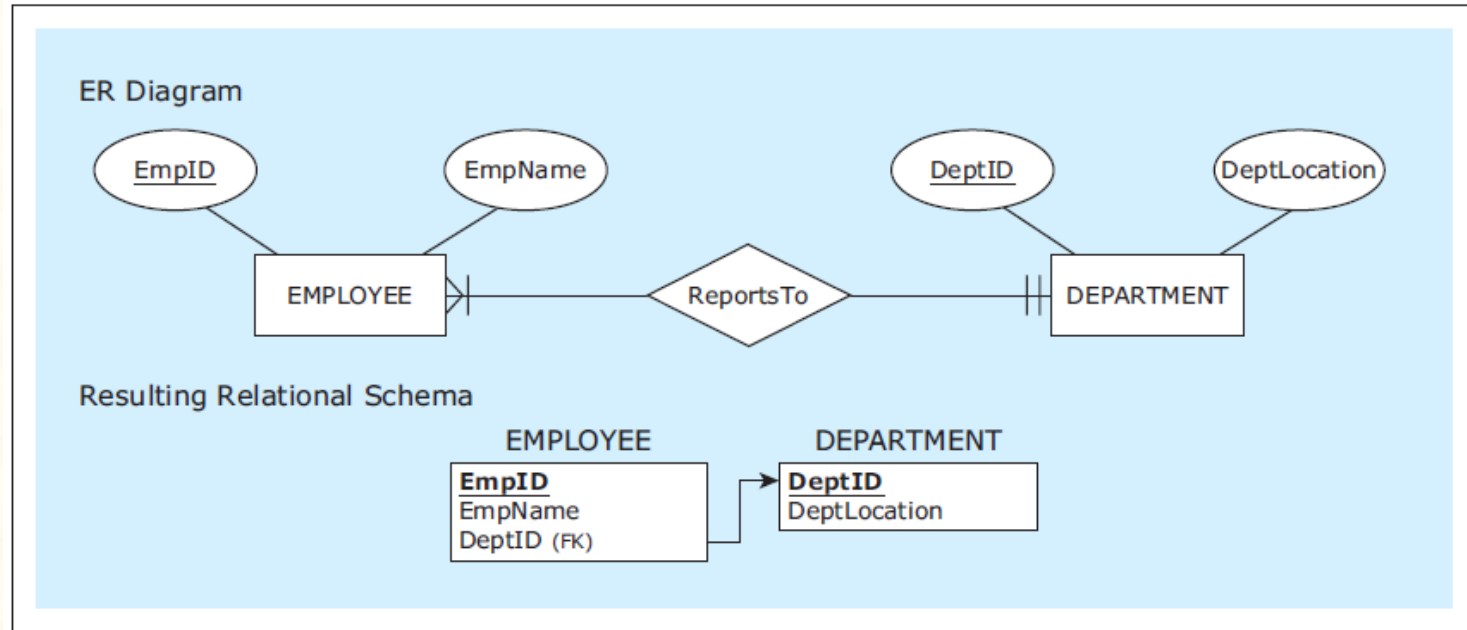 ER Diagram
EmpID
EmpName
DeptID
DeptLocation
EMPLOYEE
ReportsTo
DEPARTMENT
Resulting Relational Schema
EMPLOYEE
EmpID
EmpName
DeptID (FK)
DEPARTMENT
DeptID
DeptLocation